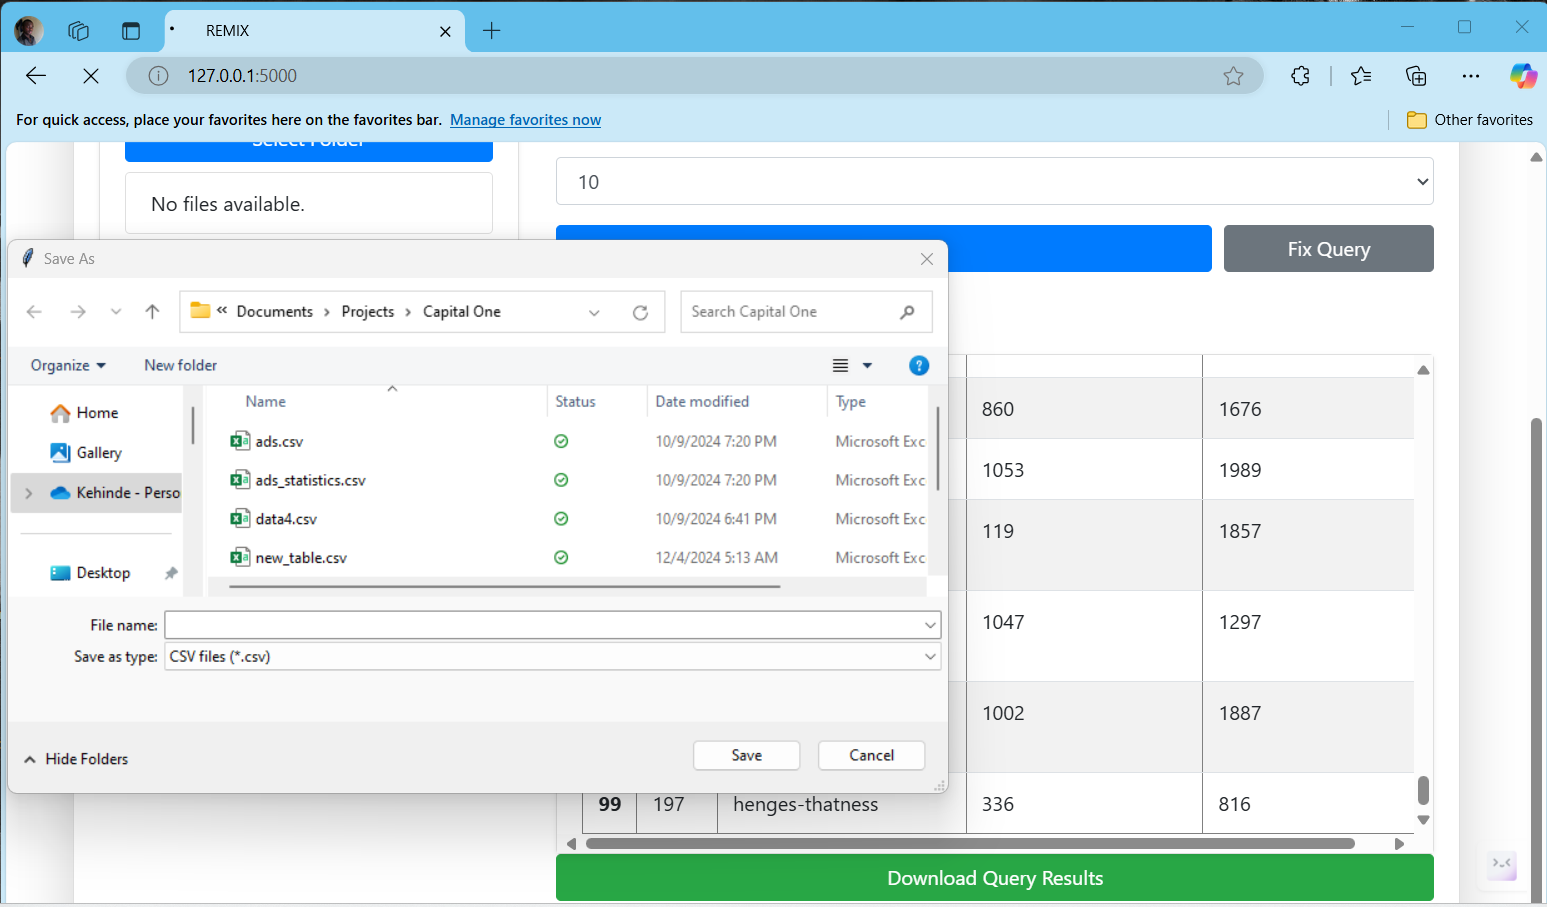 REMIX
127.0.0.1:5000
For quick access, place your favorites here on the favorites bar. Manage favorites now
Other favorites
Select Folder
No files available.
10
Fix Query
Save As
« Documents > Projects > Capital One
Search Capital One
Organize
New folder
Name Status Date modified Type
Home
Gallery
Kehinde - Perso
Desktop
ads.csv 10/9/2024 7:20 PM Microsoft Exc
ads_statistics.csv 10/9/2024 7:20 PM Microsoft Exc
data4.csv 10/9/2024 6:41 PM Microsoft Exc
new_table.csv 12/4/2024 5:13 AM Microsoft Exc
File name:
Save as type: CSV files (*.csv)
Hide Folders
Save
Cancel
860 1676
1053 1989
119 1857
1047 1297
1002 1887
99 197 henges-thatness 336 816
Download Query Results